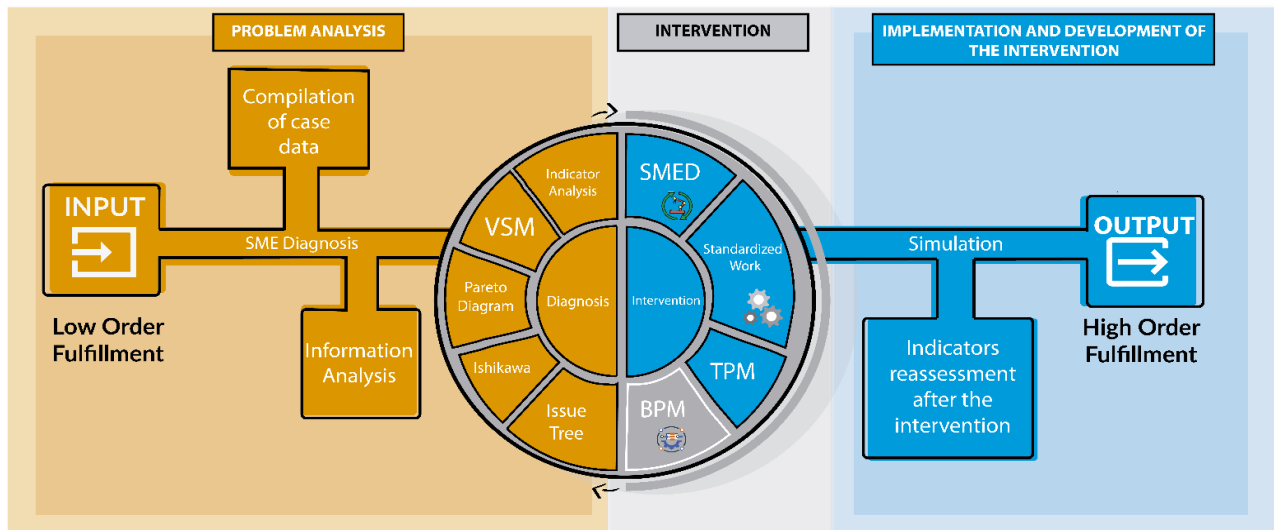 PROBLEM ANALYSIS
INTERVENTION
IMPLEMENTATION AND DEVELOPMENT OF
THE INTERVENTION
Compilation
of case
data
INPUT
SME Diagnosis
Low Order
Fulfillment
Information
Analysis
Indicator
Analysis
VSM
Pareto
Diagram
Ishikawa
Issue
Tree
Diagnosis
Intervention
SMED
Standardized
Work
TPM
BPM
Simulation
Indicators
reassessment
after the
intervention
OUTPUT
High Order
Fulfillment